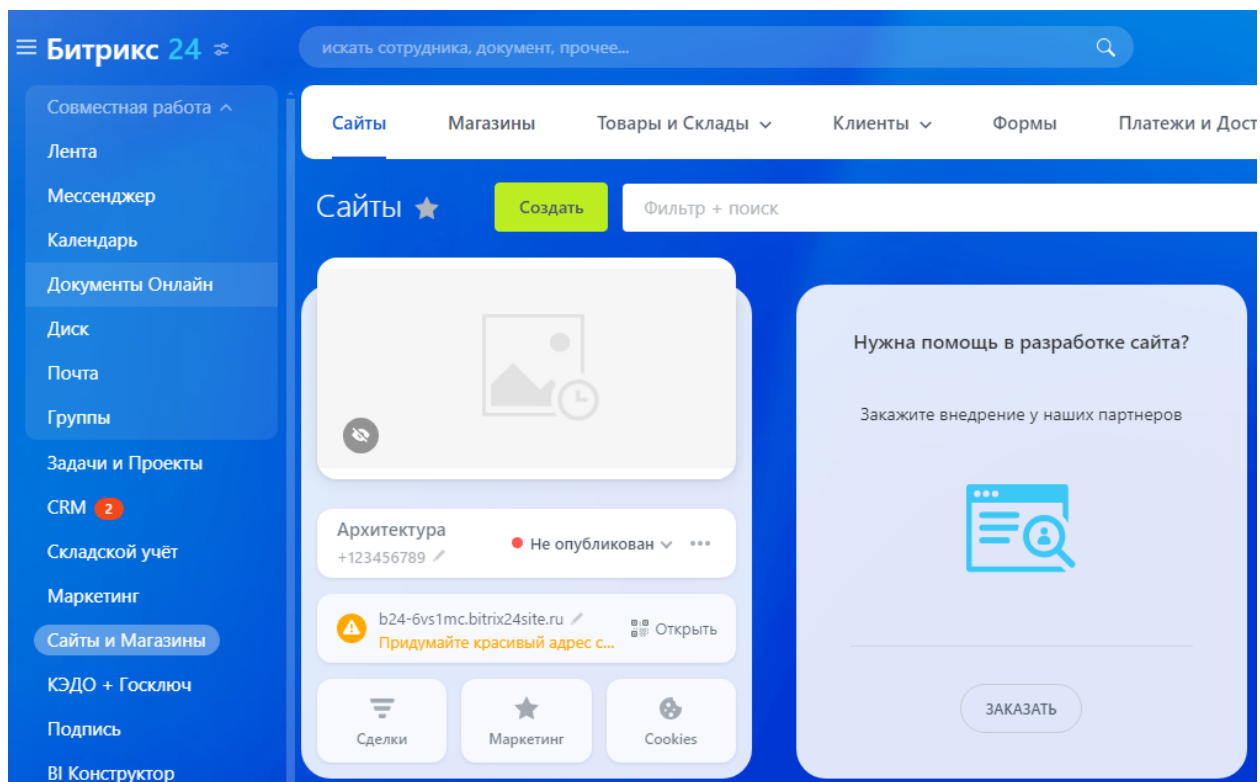 Битрикс 24
искать сотрудника, документ, прочее...
Совместная работа
Лента
Мессенджер
Календарь
Документы Онлайн
Диск
Почта
Группы
Задачи и Проекты
CRM 2
Складской учёт
Маркетинг
Сайты и Магазины
КЭДО + Госключ
Подпись
BI Конструктор
Сайты Магазины Товары и Склады Клиенты Формы Платежи и Дост
Сайты Создать Фильтр + поиск
Архитектура
+123456789
Не опубликован
b24-6vs1mc.bitrix24site.ru
Придумайте красивый адрес с...
Открыть
Сделки Маркетинг Cookies
Нужна помощь в разработке сайта?
Закажите внедрение у наших партнеров
ЗАКАЗАТЬ